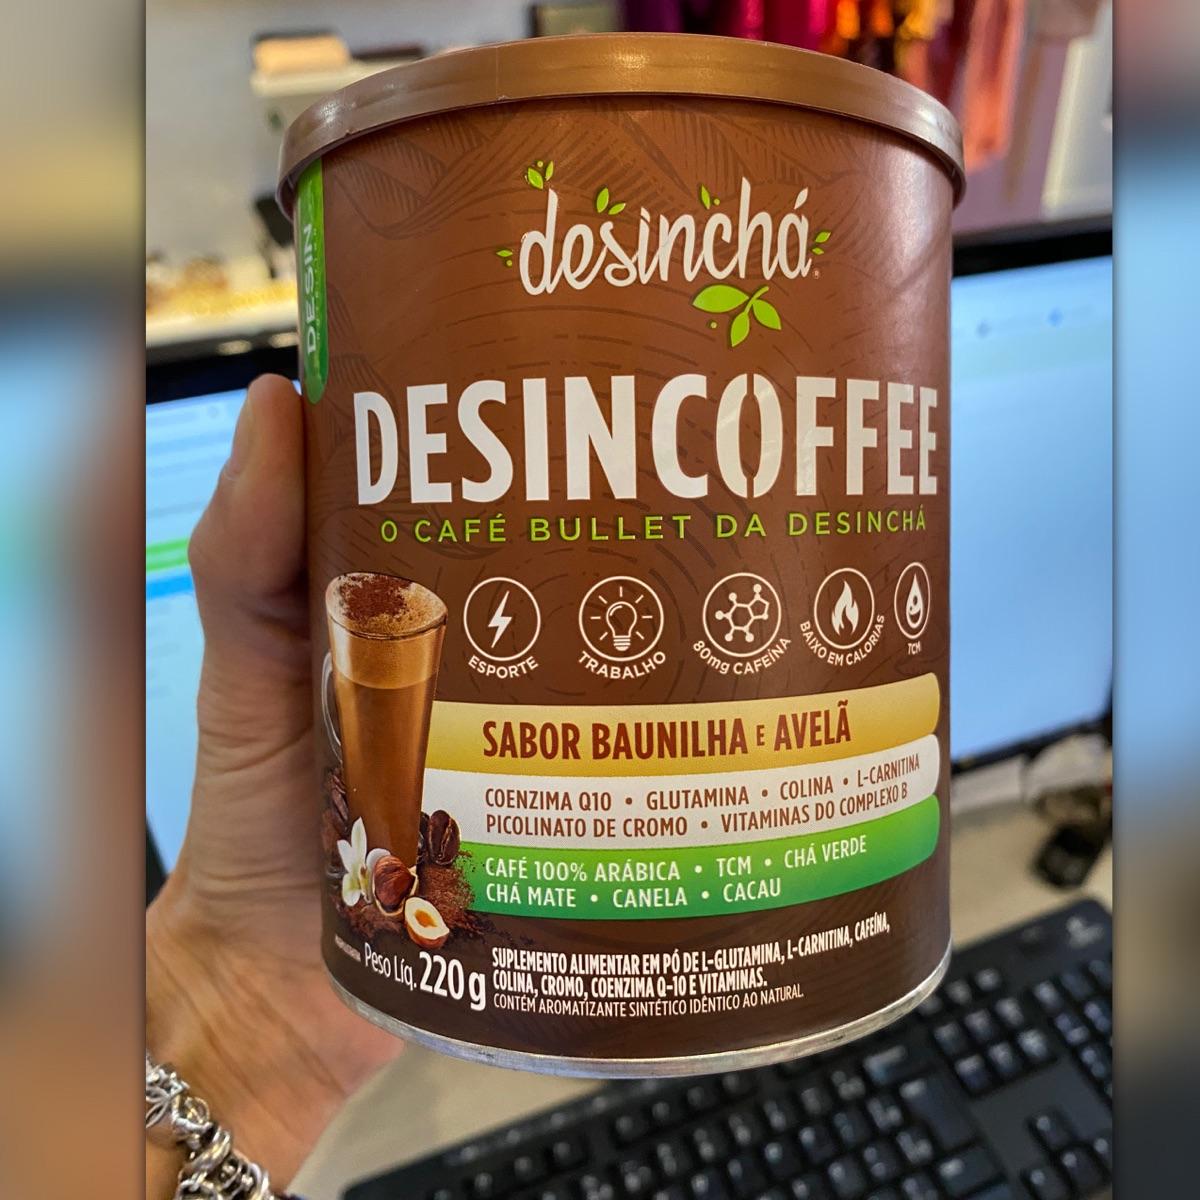 DESIN
desinchá
DESINCOFFEE
O CAFÉ BULLET DA DESINCHÁ
ESPORTE
TRABALHO
80mg CAFEÍNA
BAIXO EM CALORIAS
TCM
SABOR BAUNILHA E AVELÃ
COENZIMA Q10 • GLUTAMINA • COLINA • L-CARNITINA
PICOLINATO DE CROMO • VITAMINAS DO COMPLEXO B
CAFÉ 100% ARÁBICA • TCM • CHÁ VERDE
CHÁ MATE • CANELA • CACAU
Peso Líq. 220g
SUPLEMENTO ALIMENTAR EM PÓ DE L-GLUTAMINA, L-CARNITINA, CAFEÍNA,
COLINA, CROMO, COENZIMA Q-10 E VITAMINAS.
CONTÉM AROMATIZANTE SINTÉTICO IDÊNTICO AO NATURAL.